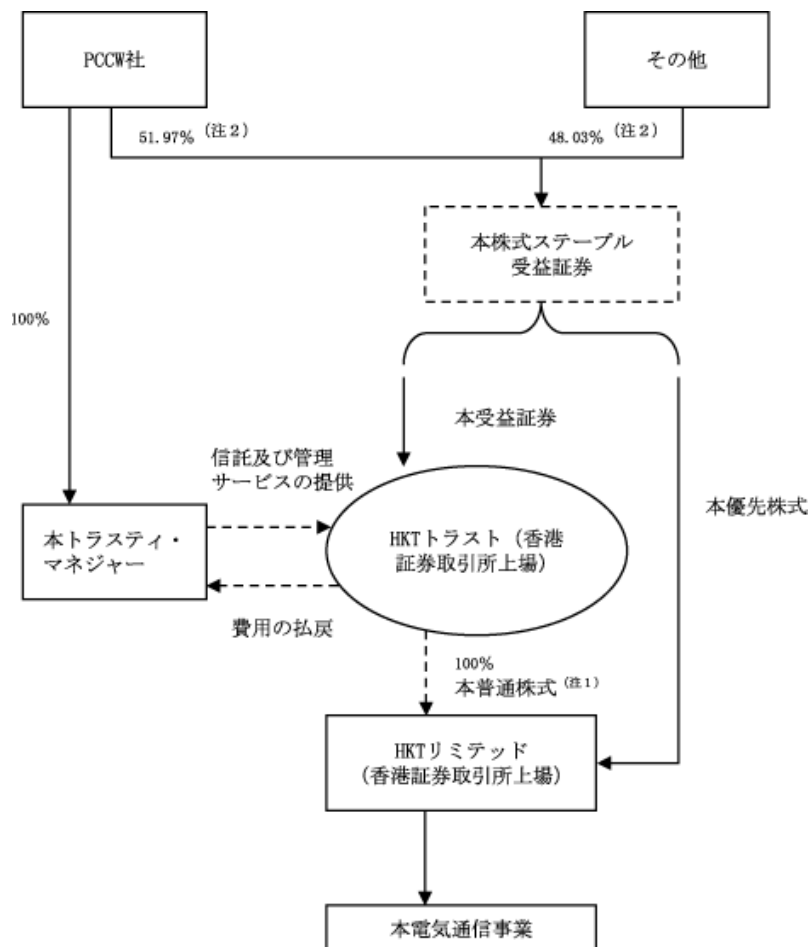 PCCW社
その他
51.97% (注2)
48.03% (注2)
本株式ステープル
受益証券
100%
本受益証券
信託及び管理
サービスの提供
本優先株式
本トラスティ・
マネジャー
HKTトラスト（香港
証券取引所上場）
費用の払戻
100%
本普通株式 (注1)
HKTリミテッド
（香港証券取引所上場）
本電気通信事業